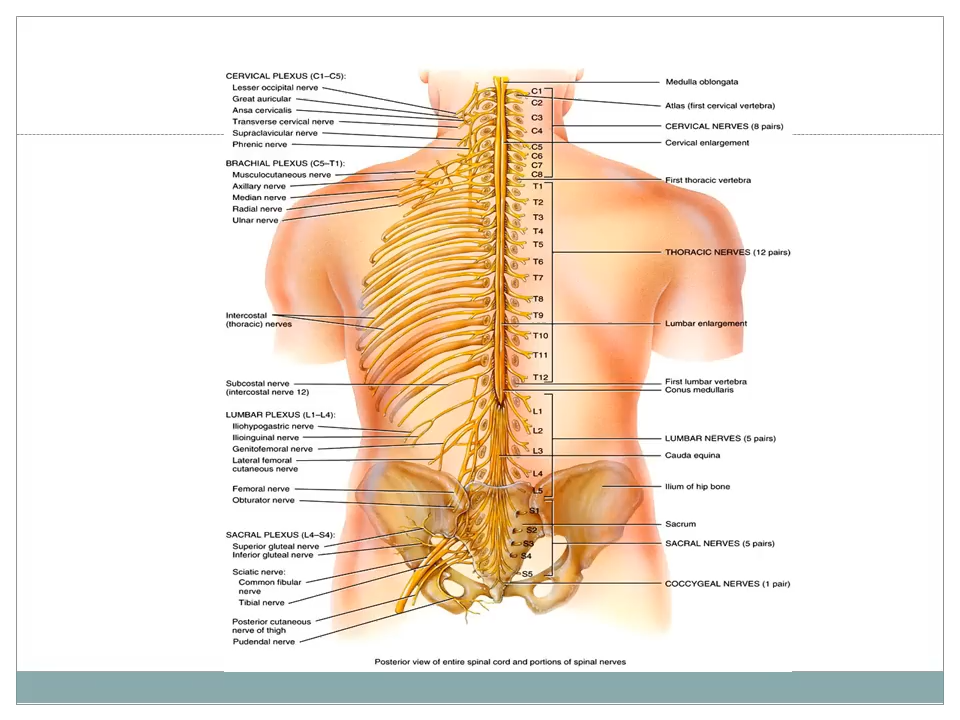 CERVICAL PLEXUS (C1–C5):
Lesser occipital nerve
Great auricular
Ansa cervicalis
Transverse cervical nerve
Supraclavicular nerve
Phrenic nerve
BRACHIAL PLEXUS (C5–T1):
Musculocutaneous nerve
Axillary nerve
Median nerve
Radial nerve
Ulnar nerve
Intercostal
(thoracic) nerves
Subcostal nerve
(intercostal nerve 12)
LUMBAR PLEXUS (L1–L4):
Iliohypogastric nerve
Ilioinguinal nerve
Genitofemoral nerve
Lateral femoral
cutaneous nerve
Femoral nerve
Obturator nerve
SACRAL PLEXUS (L4–S4):
Superior gluteal nerve
Inferior gluteal nerve
Sciatic nerve:
Common fibular
nerve
Tibial nerve
Posterior cutaneous
nerve of thigh
Pudendal nerve
C1
C2
C3
C4
C5
C6
C7
C8
T1
T2
T3
T4
T5
T6
T7
T8
T9
T10
T11
T12
L1
L2
L3
L4
L5
S1
S2
S3
S4
S5
Medulla oblongata
Atlas (first cervical vertebra)
CERVICAL NERVES (8 pairs)
Cervical enlargement
First thoracic vertebra
THORACIC NERVES (12 pairs)
Lumbar enlargement
First lumbar vertebra
Conus medullaris
LUMBAR NERVES (5 pairs)
Cauda equina
Ilium of hip bone
Sacrum
SACRAL NERVES (5 pairs)
COCCYGEAL NERVES (1 pair)
Posterior view of entire spinal cord and portions of spinal nerves